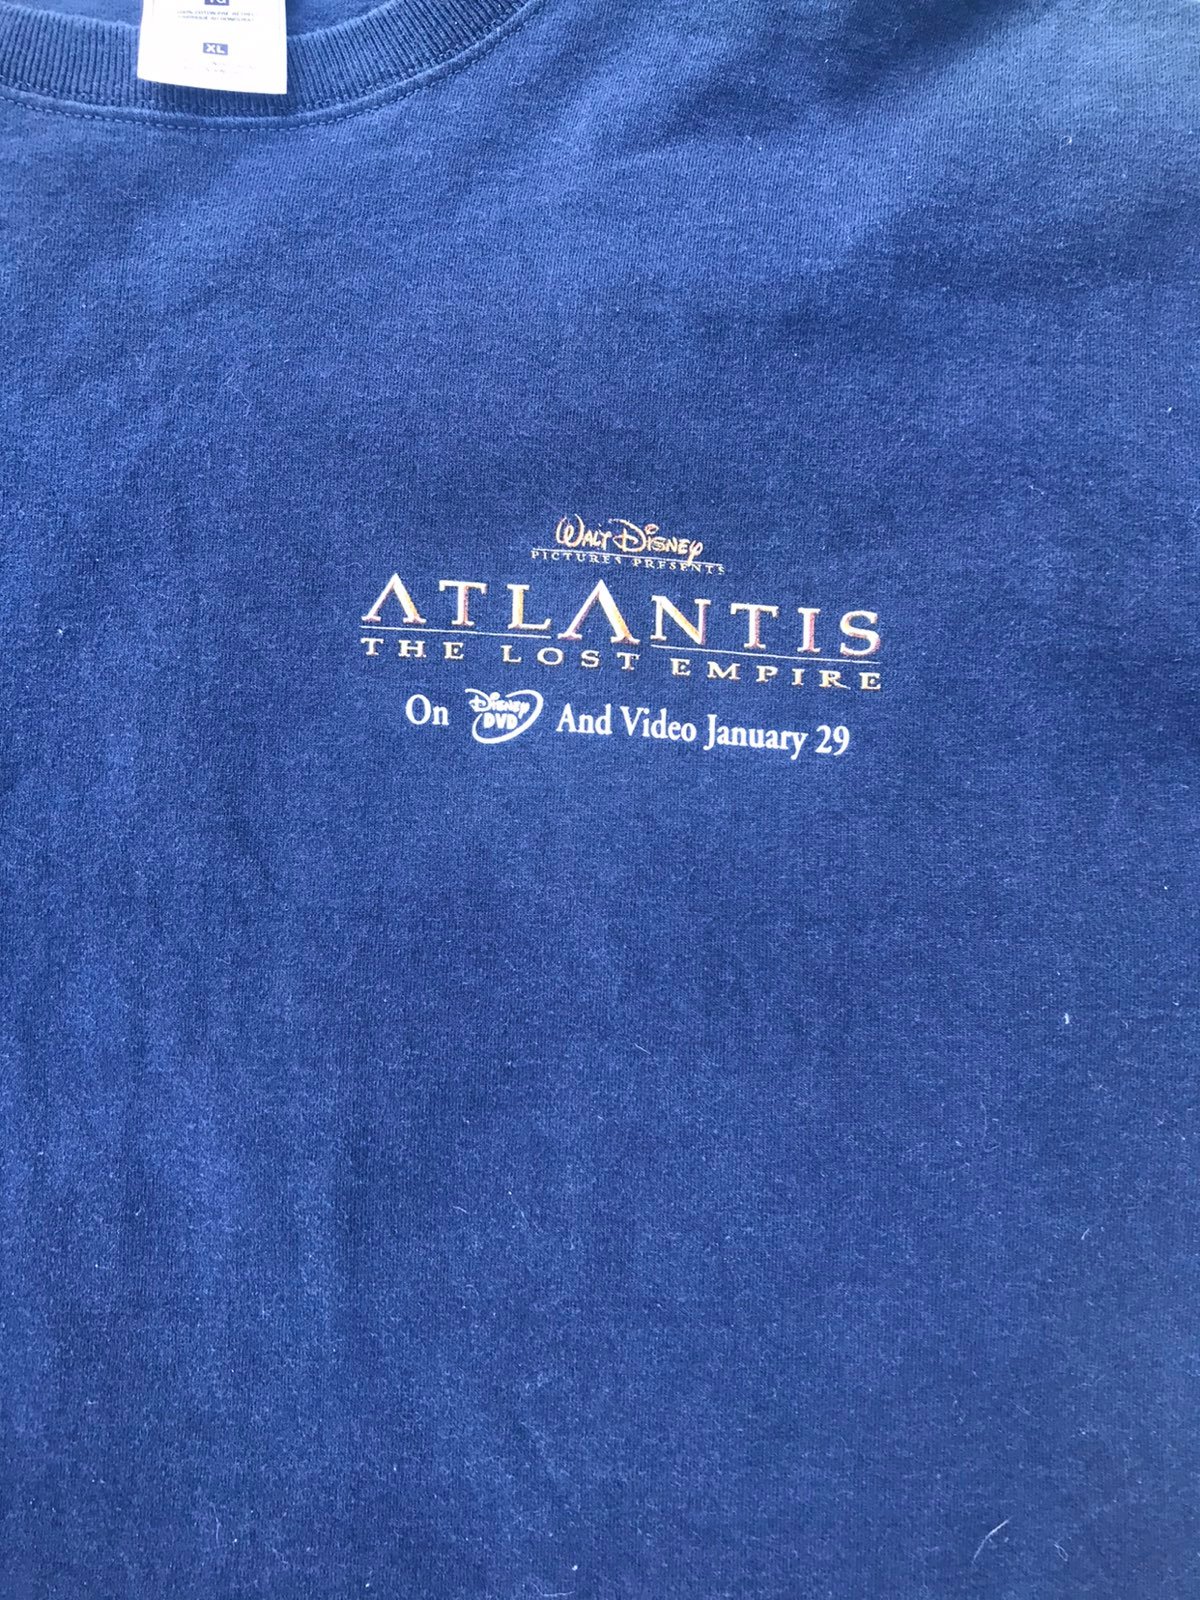 XL
WALT DISNEY
PICTURES PRESENTS
ATLANTIS
THE LOST EMPIRE
On Disney DVD And Video January 29